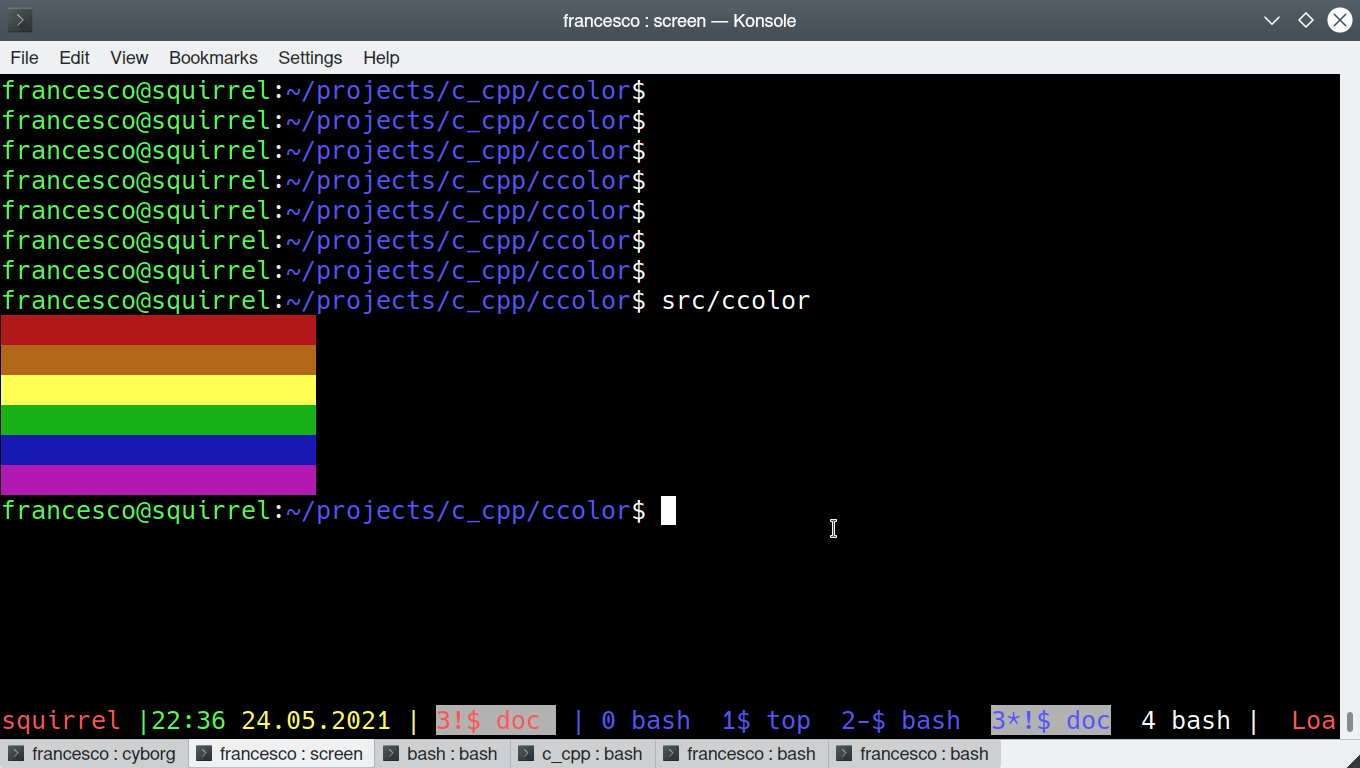 francesco : screen — Konsole
File Edit View Bookmarks Settings Help
francesco@squirrel:~/projects/c_cpp/ccolor$
francesco@squirrel:~/projects/c_cpp/ccolor$
francesco@squirrel:~/projects/c_cpp/ccolor$
francesco@squirrel:~/projects/c_cpp/ccolor$
francesco@squirrel:~/projects/c_cpp/ccolor$
francesco@squirrel:~/projects/c_cpp/ccolor$
francesco@squirrel:~/projects/c_cpp/ccolor$
francesco@squirrel:~/projects/c_cpp/ccolor$ src/ccolor
francesco@squirrel:~/projects/c_cpp/ccolor$
squirrel |22:36 24.05.2021 | 3!$ doc | 0 bash 1$ top 2-$ bash 3*!$ doc 4 bash | Loa
francesco : cyborg francesco : screen bash : bash c_cpp : bash francesco : bash francesco : bash